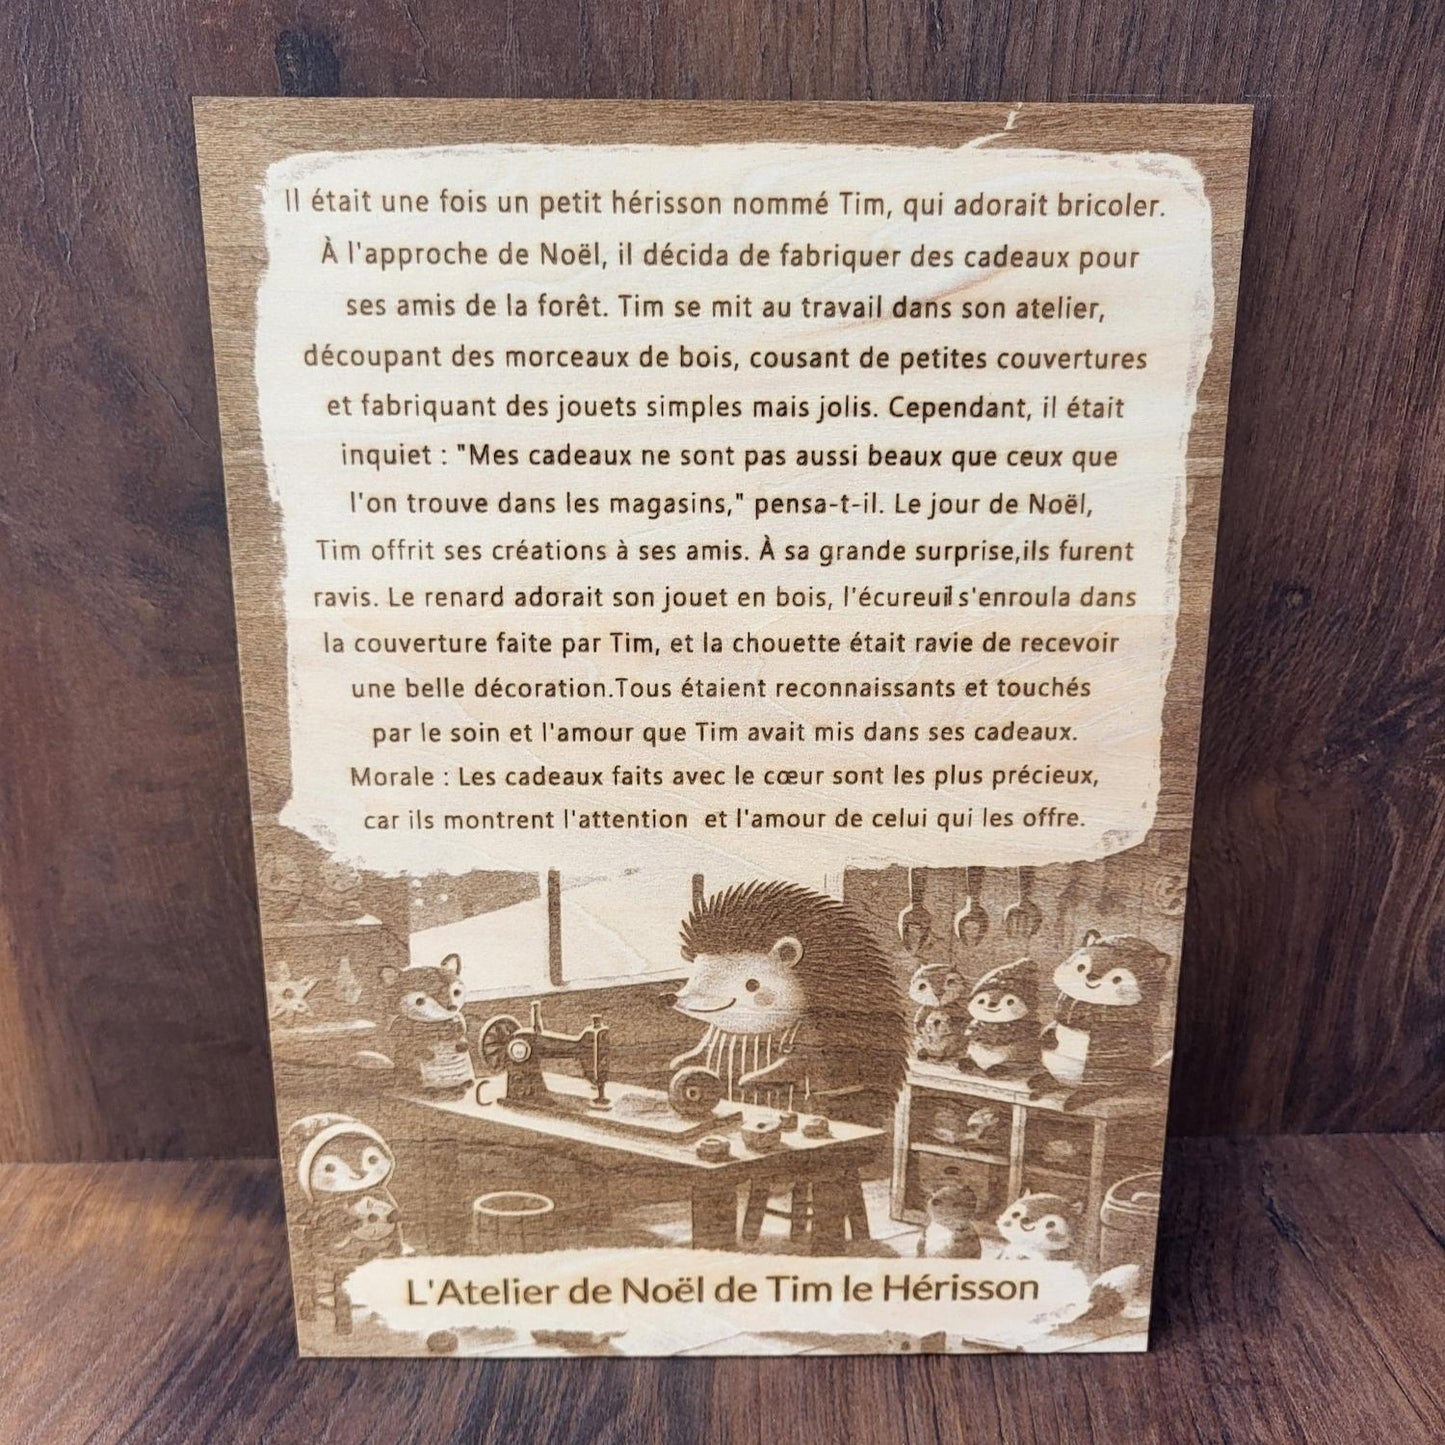 Il était une fois un petit hérisson nommé Tim, qui adorait bricoler.
À l'approche de Noël, il décida de fabriquer des cadeaux pour
ses amis de la forêt. Tim se mit au travail dans son atelier,
découpant des morceaux de bois, cousant de petites couvertures
et fabriquant des jouets simples mais jolis. Cependant, il était
inquiet : "Mes cadeaux ne sont pas aussi beaux que ceux que
l'on trouve dans les magasins," pensa-t-il. Le jour de Noël,
Tim offrit ses créations à ses amis. À sa grande surprise,ils furent
ravis. Le renard adorait son jouet en bois, l'écureuil s'enroula dans
la couverture faite par Tim, et la chouette était ravie de recevoir
une belle décoration.Tous étaient reconnaissants et touchés
par le soin et l'amour que Tim avait mis dans ses cadeaux.
Morale : Les cadeaux faits avec le cœur sont les plus précieux,
car ils montrent l'attention  et l'amour de celui qui les offre.
L'Atelier de Noël de Tim le Hérisson